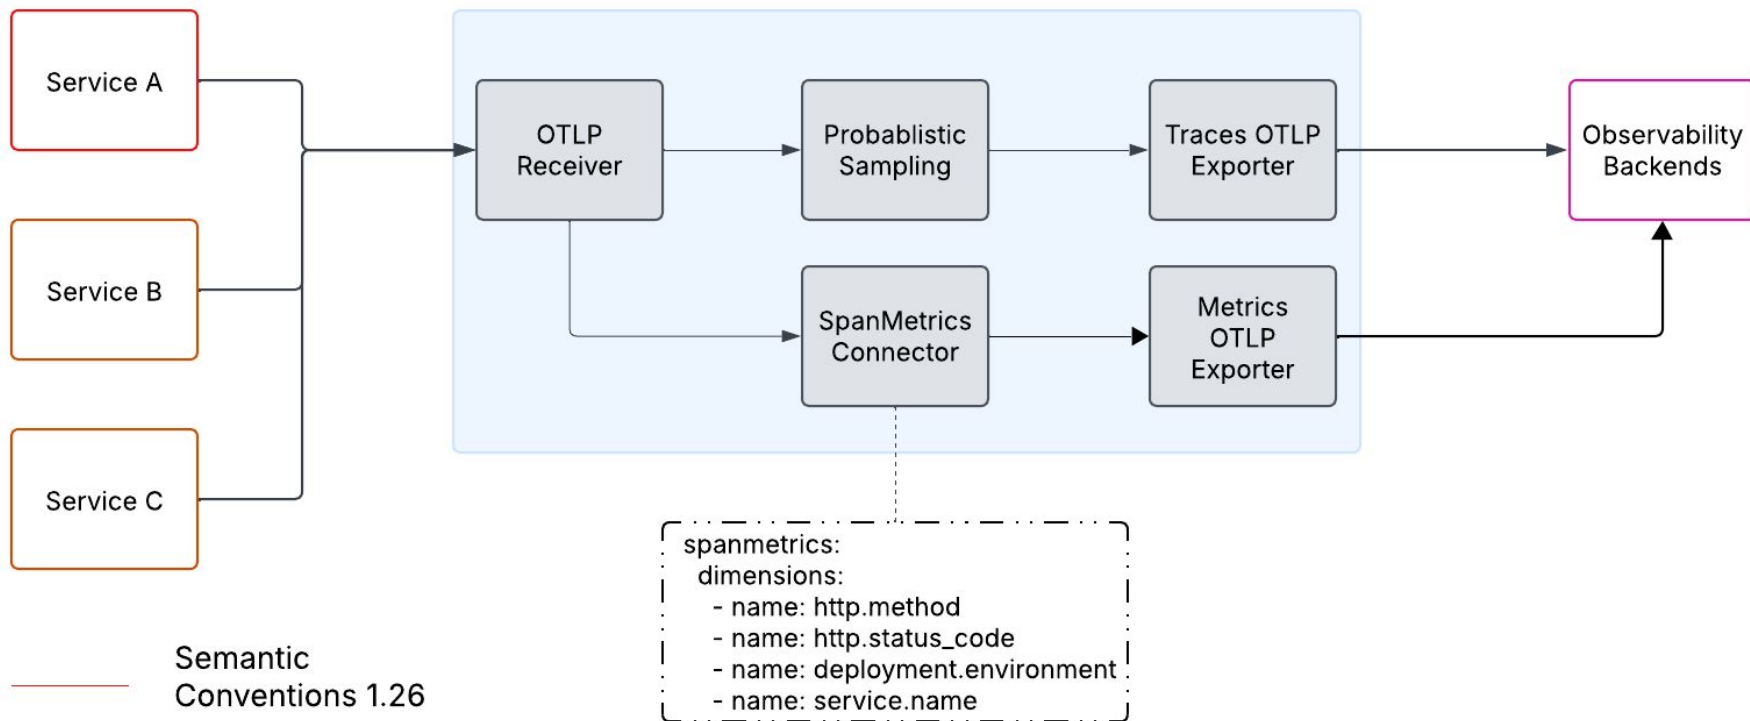 Service A
OTLP
Receiver
Probablistic
Sampling
Traces OTLP
Exporter
Observability
Backends
Service B
SpanMetrics
Connector
Metrics
OTLP
Exporter
Service C
spanmetrics:
dimensions:
- name: http.method
- name: http.status_code
- name: deployment.environment
- name: service.name
Semantic
Conventions 1.26